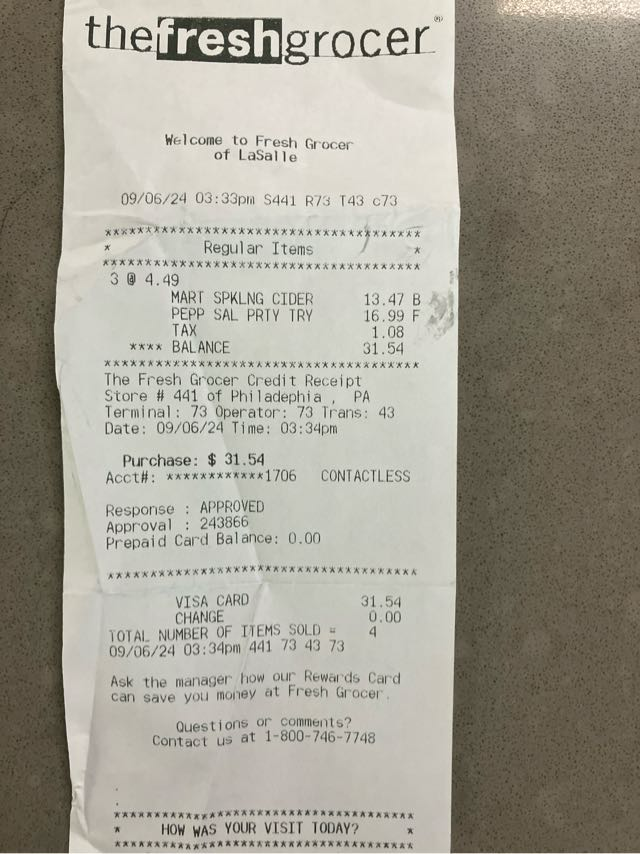 thefreshgrocer®
Welcome to Fresh Grocer
of LaSalle
09/06/24 03:33pm S441 R73 T43 c73
****************************************
* Regular Items *
****************************************
3 @ 4.49
MART SPKLNG CIDER 13.47 B
PEPP SAL PRTY TRY 16.99 F
TAX 1.08
**** BALANCE 31.54
****************************************
The Fresh Grocer Credit Receipt
Store # 441 of Philadephia , PA
Terminal: 73 Operator: 73 Trans: 43
Date: 09/06/24 Time: 03:34pm
Purchase: $ 31.54
Acct#: ************1706 CONTACTLESS
Response : APPROVED
Approval : 243866
Prepaid Card Balance: 0.00
****************************************
VISA CARD 31.54
CHANGE 0.00
TOTAL NUMBER OF ITEMS SOLD = 4
09/06/24 03:34pm 441 73 43 73
Ask the manager how our Rewards Card
can save you money at Fresh Grocer.
Questions or comments?
Contact us at 1-800-746-7748
****************************************
* HOW WAS YOUR VISIT TODAY? *
****************************************